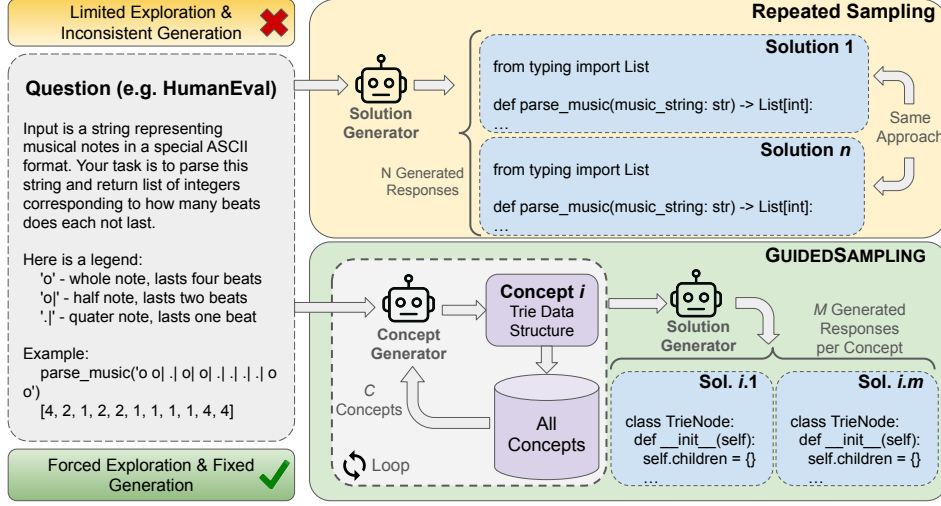 Limited Exploration &
Inconsistent Generation
Question (e.g. HumanEval)
Input is a string representing
musical notes in a special ASCII
format. Your task is to parse this
string and return list of integers
corresponding to how many beats
does each not last.
Here is a legend:
'o' - whole note, lasts four beats
'o|' - half note, lasts two beats
'.|' - quater note, lasts one beat
Example:
parse_music('o o| .| o| o| .| .| .| .| o
o')
[4, 2, 1, 2, 2, 1, 1, 1, 1, 4, 4]
Forced Exploration & Fixed
Generation
Repeated Sampling
Solution
Generator
N Generated
Responses
Solution 1
from typing import List
def parse_music(music_string: str) -> List[int]:
...
Solution n
from typing import List
def parse_music(music_string: str) -> List[int]:
...
Same
Approach
GUIDEDSAMPLING
Concept
Generator
Concept i
Trie Data
Structure
C
Concepts
All
Concepts
Loop
Solution
Generator
M Generated
Responses
per Concept
Sol. i.1
class TrieNode:
def __init__(self):
self.children = {}
...
Sol. i.m
class TrieNode:
def __init__(self):
self.children = {}
...